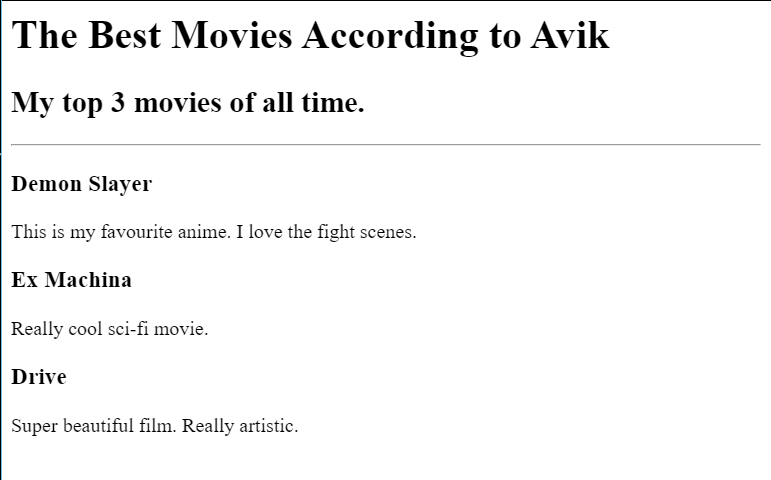 The Best Movies According to Avik
My top 3 movies of all time.
Demon Slayer
This is my favourite anime. I love the fight scenes.
Ex Machina
Really cool sci-fi movie.
Drive
Super beautiful film. Really artistic.